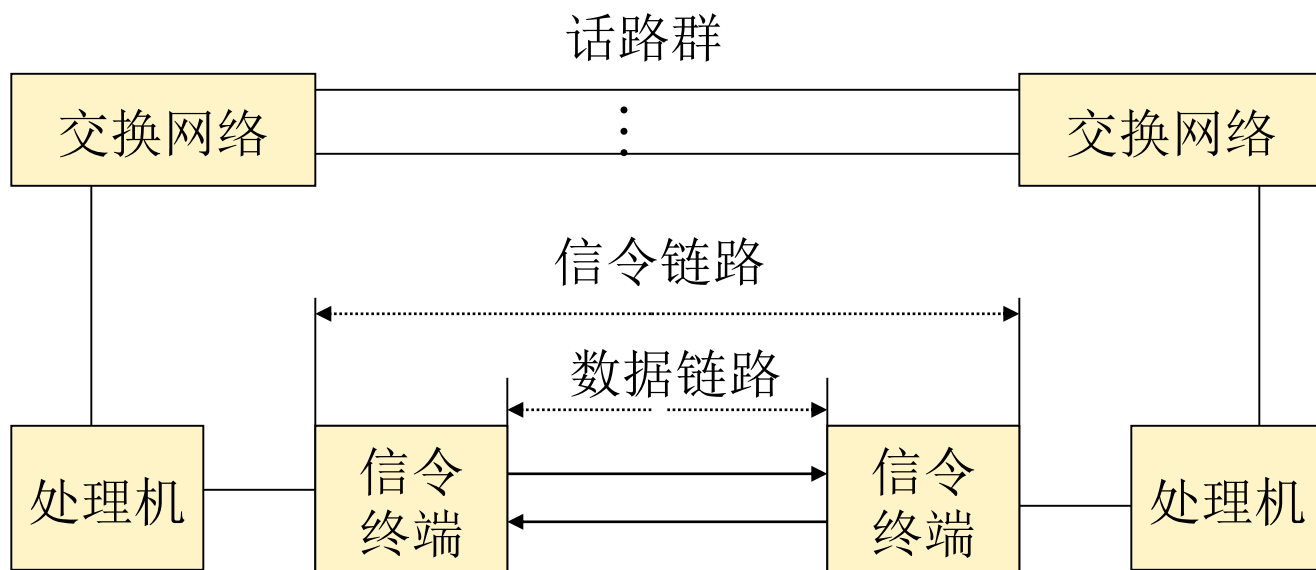 话路群
交换网络
交换网络
信令链路
数据链路
处理机
信令
终端
信令
终端
处理机